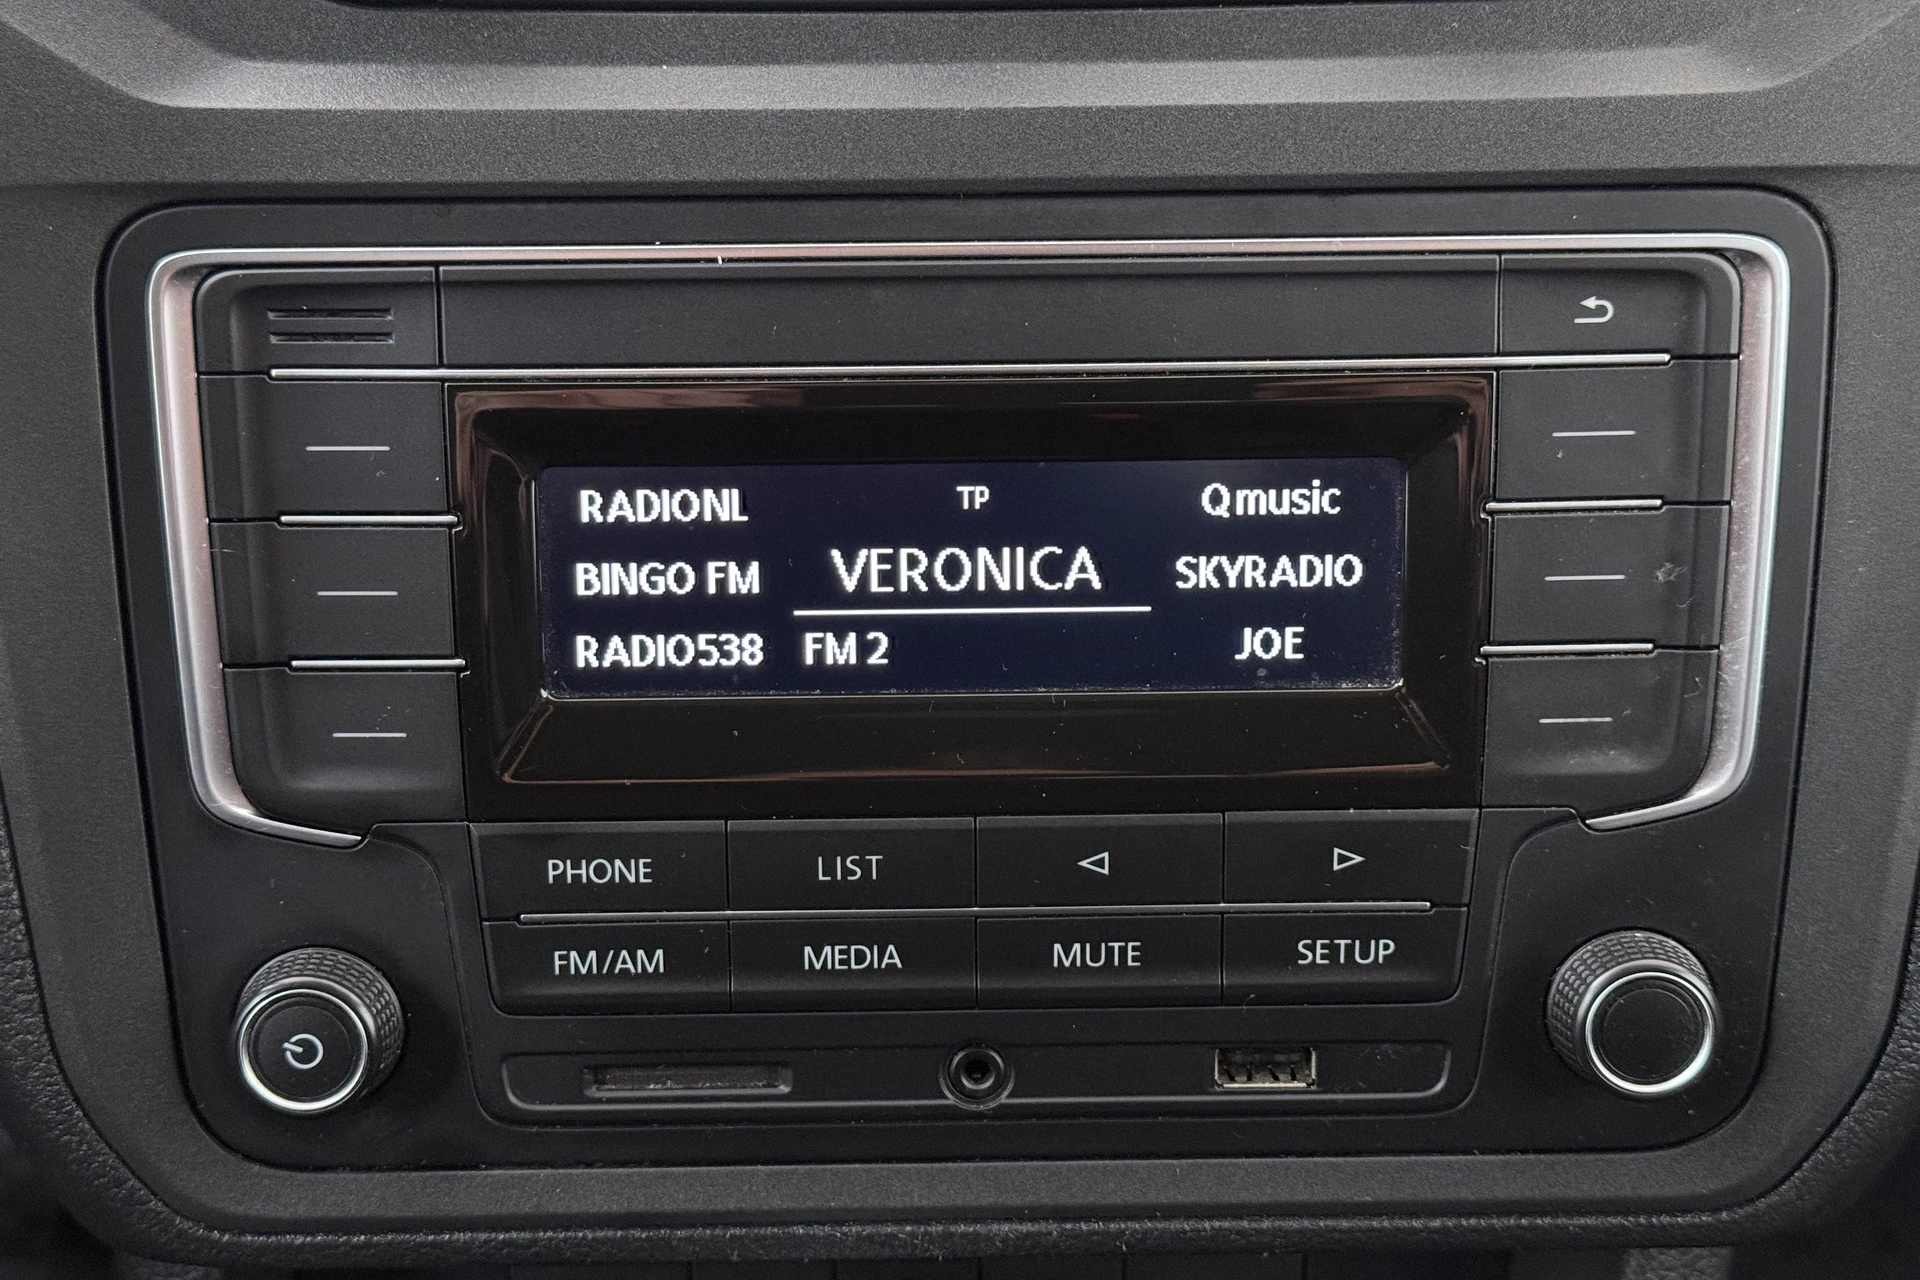 RADIONL TP Qmusic
BINGO FM VERONICA SKYRADIO
RADIO538 FM 2 JOE
PHONE LIST
FM/AM MEDIA MUTE SETUP